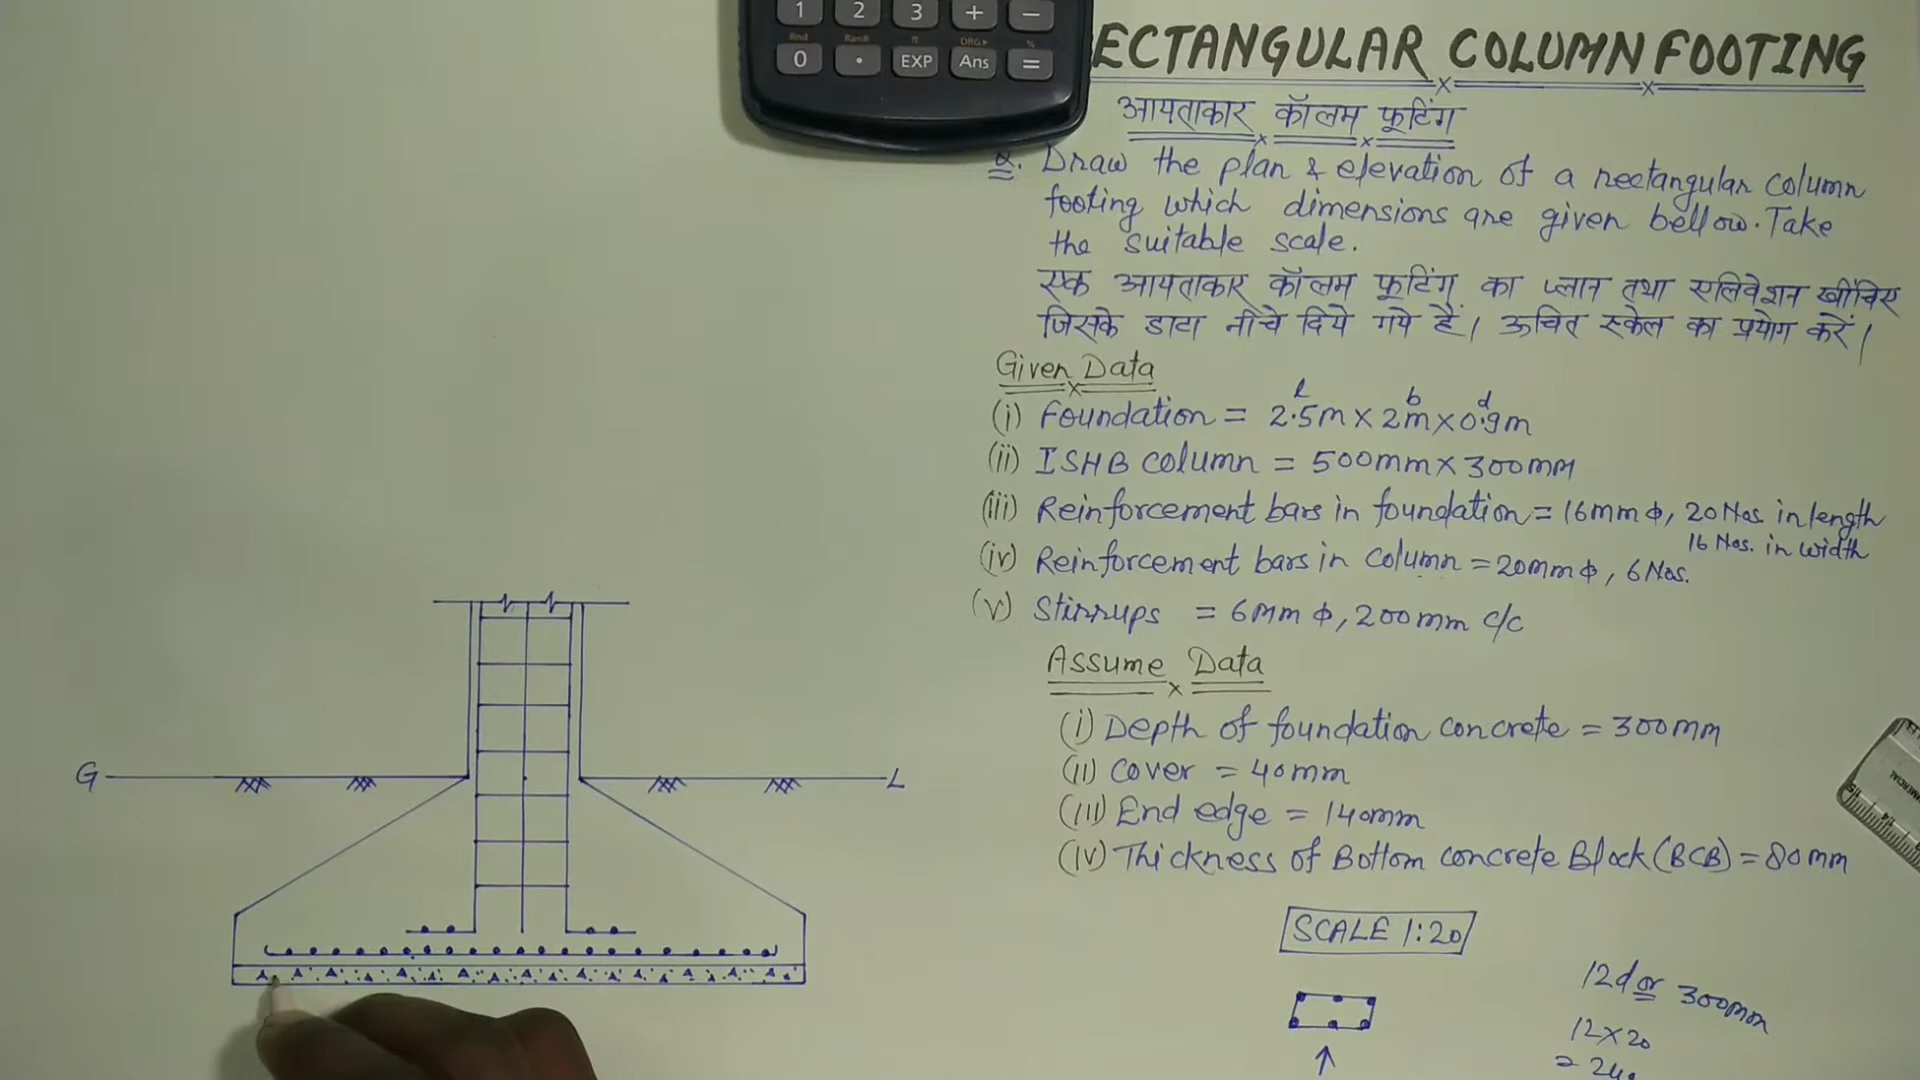 1 2 3 + −
Rnd Ran# π DRG▸ %
0 • EXP Ans =
ECTANGULAR COLUMN FOOTING
आयताकार कॉलम फूटिंग
Q. Draw the plan & elevation of a rectangular column
footing which dimensions are given bellow. Take
the suitable scale.
एक आयताकार कॉलम फूटिंग का प्लान तथा एलिवेशन खींचिए
जिसके डाटा नीचे दिये गये हैं। ऊचित स्केल का प्रयोग करें।
Given Data
l b d
(i) Foundation = 2.5m × 2m × 0.9m
(ii) ISHB column = 500mm × 300mm
(iii) Reinforcement bars in foundation = 16mm ϕ, 20 Nos. in length
16 Nos. in width
(iv) Reinforcement bars in column = 20mm ϕ, 6 Nos.
(v) Stirrups = 6mm ϕ, 200mm c/c
Assume Data
(i) Depth of foundation concrete = 300mm
(ii) Cover = 40mm
(iii) End edge = 140mm
(iv) Thickness of Bottom concrete Block (BCB) = 80mm
G L
SCALE 1:20
12d or 300mm
12×20